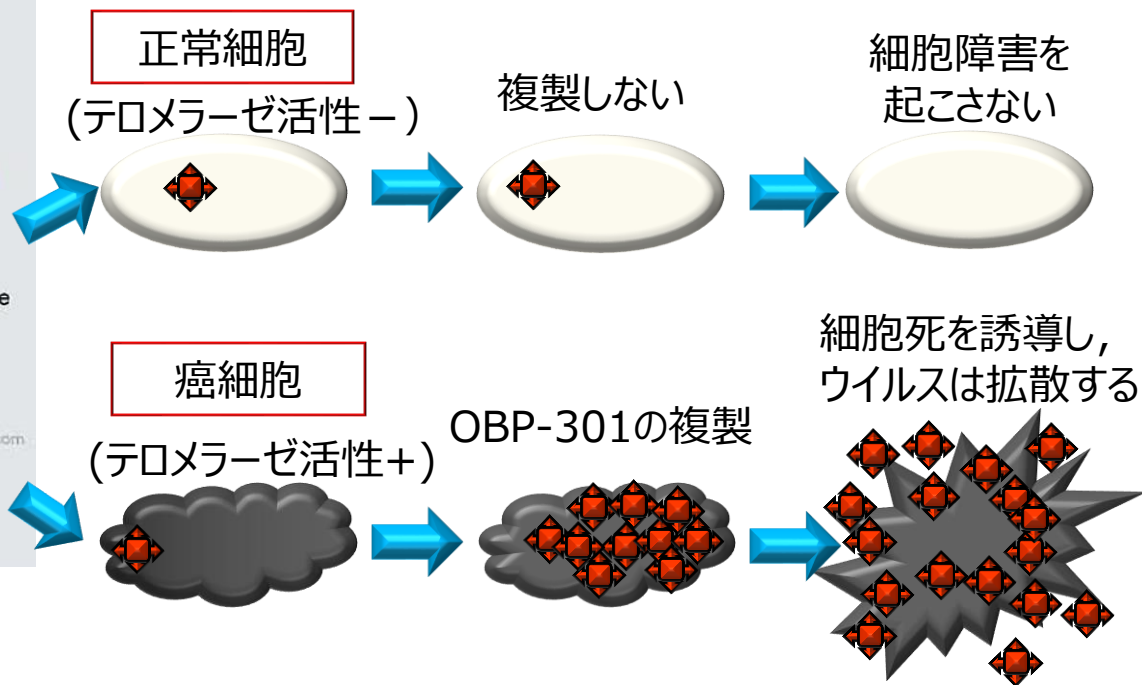 正常細胞
(テロメラーゼ活性－)
複製しない
細胞障害を
起こさない
癌細胞
(テロメラーゼ活性+)
OBP-301の複製
細胞死を誘導し,
ウイルスは拡散する